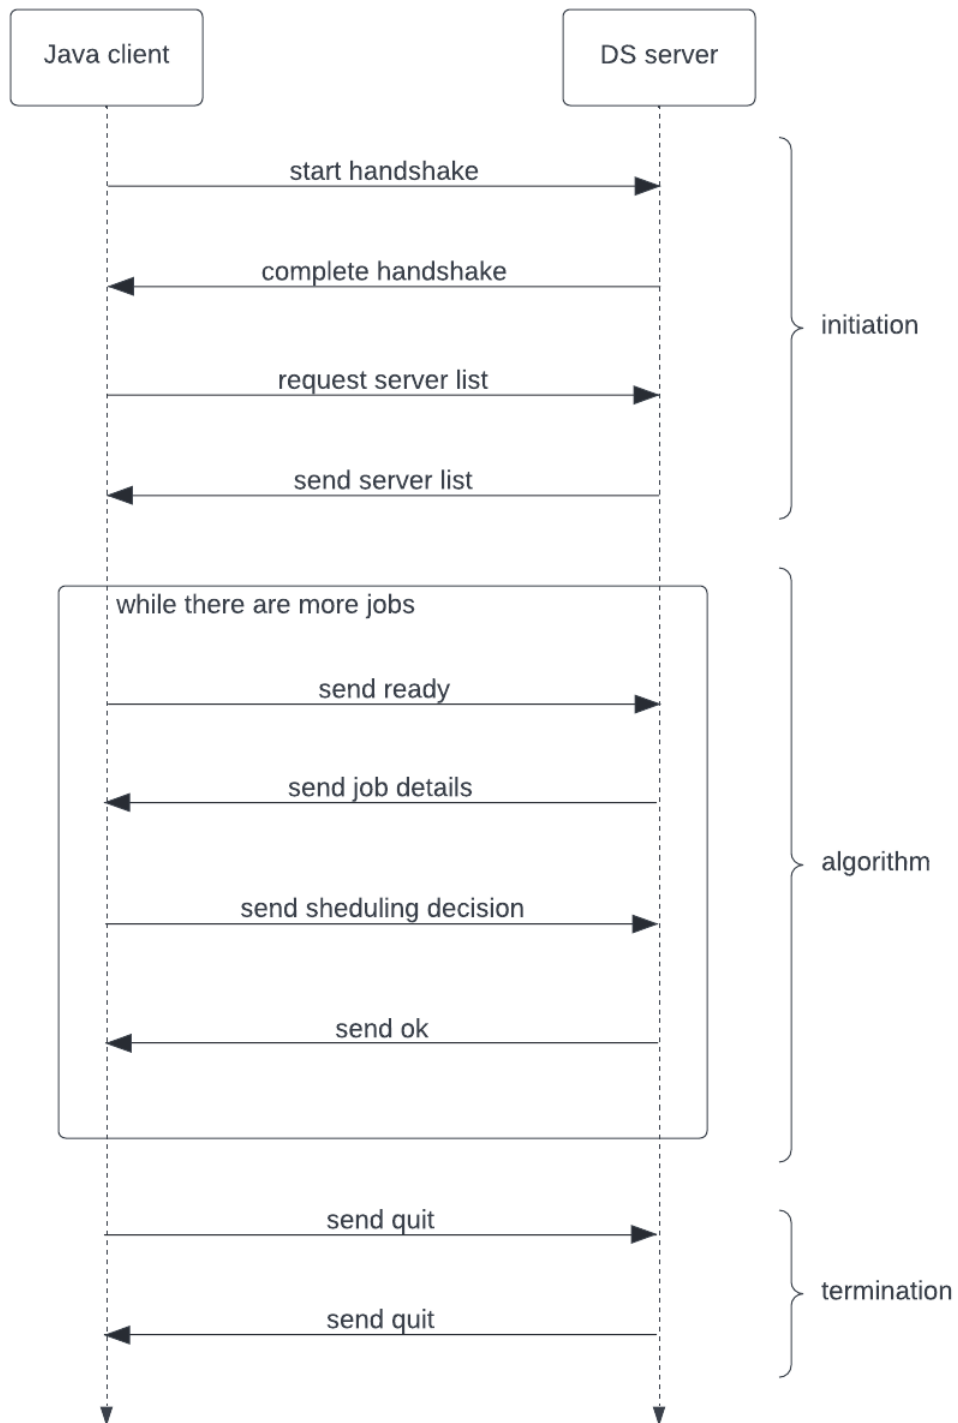 Java client
DS server
start handshake
complete handshake
request server list
send server list
initiation
while there are more jobs
send ready
send job details
send sheduling decision
send ok
algorithm
send quit
send quit
termination